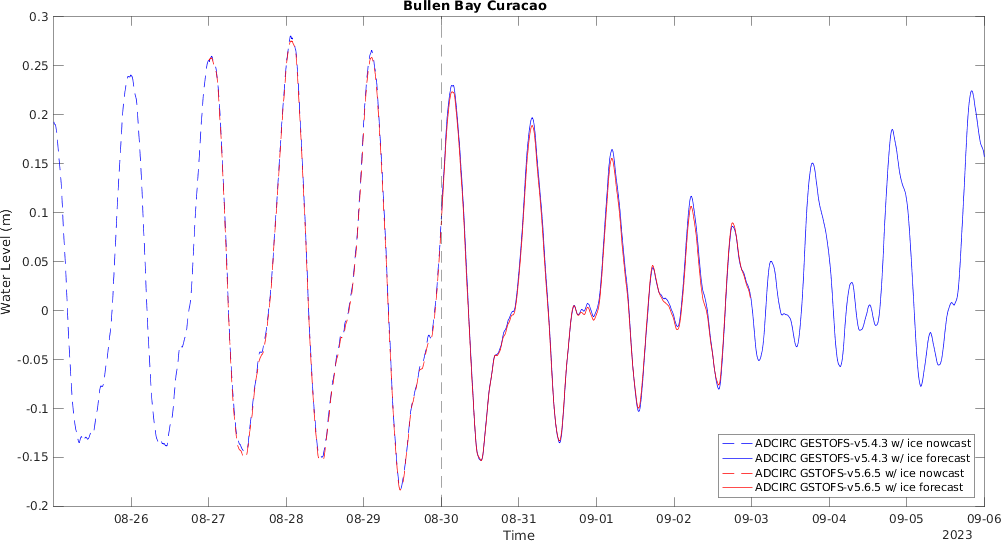 Bullen Bay Curacao
0.3
0.25
0.2
0.15
0.1
0.05
0
-0.05
-0.1
-0.15
-0.2
Water Level (m)
08-26 08-27 08-28 08-29 08-30 08-31 09-01 09-02 09-03 09-04 09-05 09-06
Time
2023
ADCIRC GESTOFS-v5.4.3 w/ ice nowcast
ADCIRC GESTOFS-v5.4.3 w/ ice forecast
ADCIRC GSTOFS-v5.6.5 w/ ice nowcast
ADCIRC GSTOFS-v5.6.5 w/ ice forecast